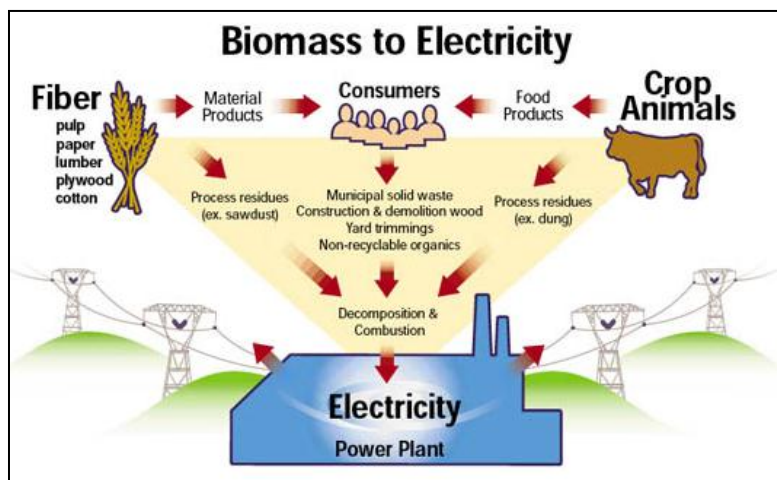 Biomass to Electricity
Fiber
pulp
paper
lumber
plywood
cotton
Material
Products
Consumers
Food
Products
Crop
Animals
Process residues
(ex. sawdust)
Municipal solid waste
Construction & demolition wood
Yard trimmings
Non-recyclable organics
Process residues
(ex. dung)
Decomposition &
Combustion
Electricity
Power Plant